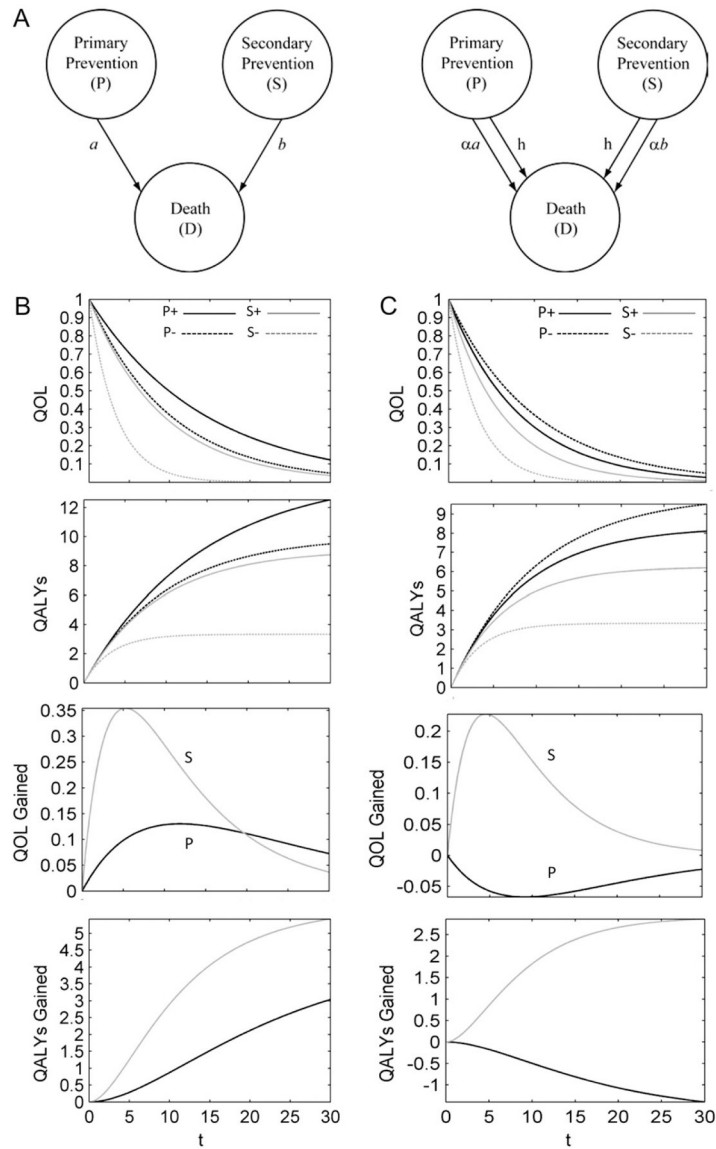 A
Primary
Prevention
(P)
Secondary
Prevention
(S)
a
b
Death
(D)
Primary
Prevention
(P)
Secondary
Prevention
(S)
αa
h
h
αb
Death
(D)
B
1
0.9
0.8
0.7
0.6
0.5
0.4
0.3
0.2
0.1
QOL
P+
S+
P-
S-
12
10
8
6
4
2
0
QALYs
0.35
0.3
0.25
0.2
0.15
0.1
0.05
0
QOL Gained
S
P
5
4.5
3.5
2.5
1.5
1
0.5
0
QALYs Gained
0 5 10 15 20 25 30
t
C
1
0.9
0.8
0.7
0.6
0.5
0.4
0.3
0.2
0.1
QOL
P+
S+
P-
S-
9
8
7
6
5
4
3
2
1
0
QALYs
0.2
0.15
0.1
0.05
0
-0.05
QOL Gained
S
P
2.5
2
1.5
1
0.5
0
-0.5
-1
QALYs Gained
0 5 10 15 20 25 30
t